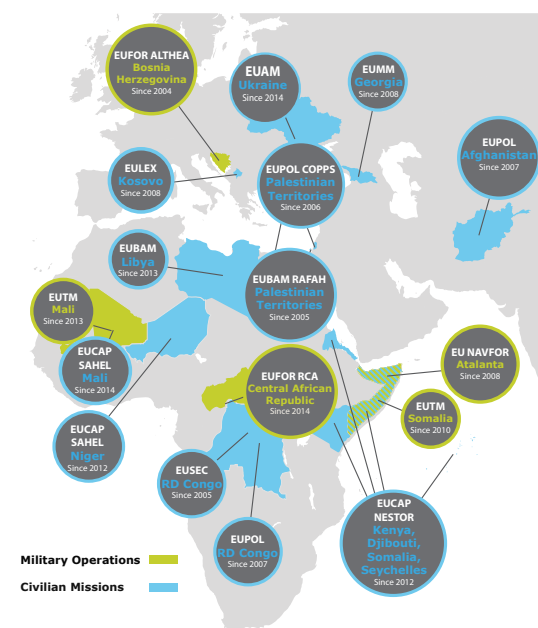 EUFOR ALTHEA
Bosnia
Herzegovina
Since 2004
EUAM
Ukraine
Since 2014
EUMM
Georgia
Since 2008
EUPOL
Afghanistan
Since 2007
EULEX
Kosovo
Since 2008
EUPOL COPPS
Palestinian
Territories
Since 2006
EUBAM
Libya
Since 2013
EUBAM RAFAH
Palestinian
Territories
Since 2005
EUTM
Mali
Since 2013
EUCAP
SAHEL
Mali
Since 2014
EUFOR RCA
Central African
Republic
Since 2014
EU NAVFOR
Atalanta
Since 2008
EUTM
Somalia
Since 2010
EUCAP
SAHEL
Niger
Since 2012
EUSEC
RD Congo
Since 2005
EUPOL
RD Congo
Since 2007
EUCAP
NESTOR
Kenya,
Djibouti,
Somalia,
Seychelles
Since 2012
Military Operations
Civilian Missions